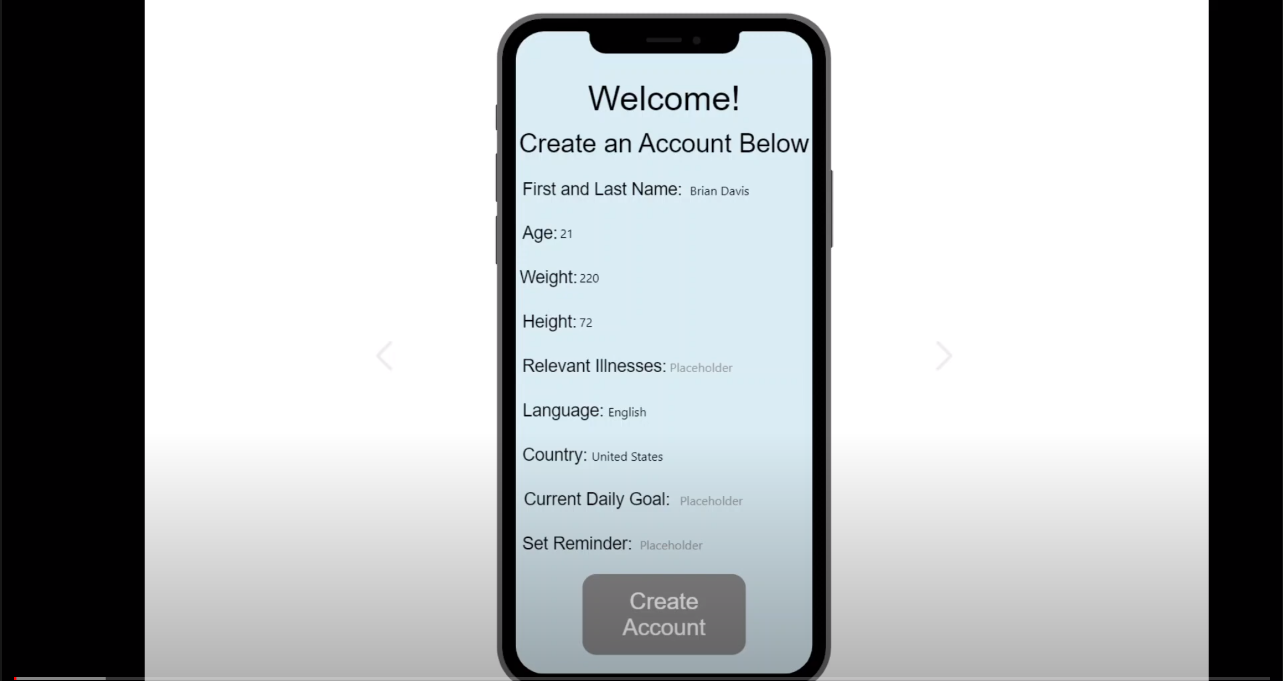 Welcome!
Create an Account Below
First and Last Name: Brian Davis
Age: 21
Weight: 220
Height: 72
Relevant Illnesses: Placeholder
Language: English
Country: United States
Current Daily Goal: Placeholder
Set Reminder: Placeholder
Create
Account